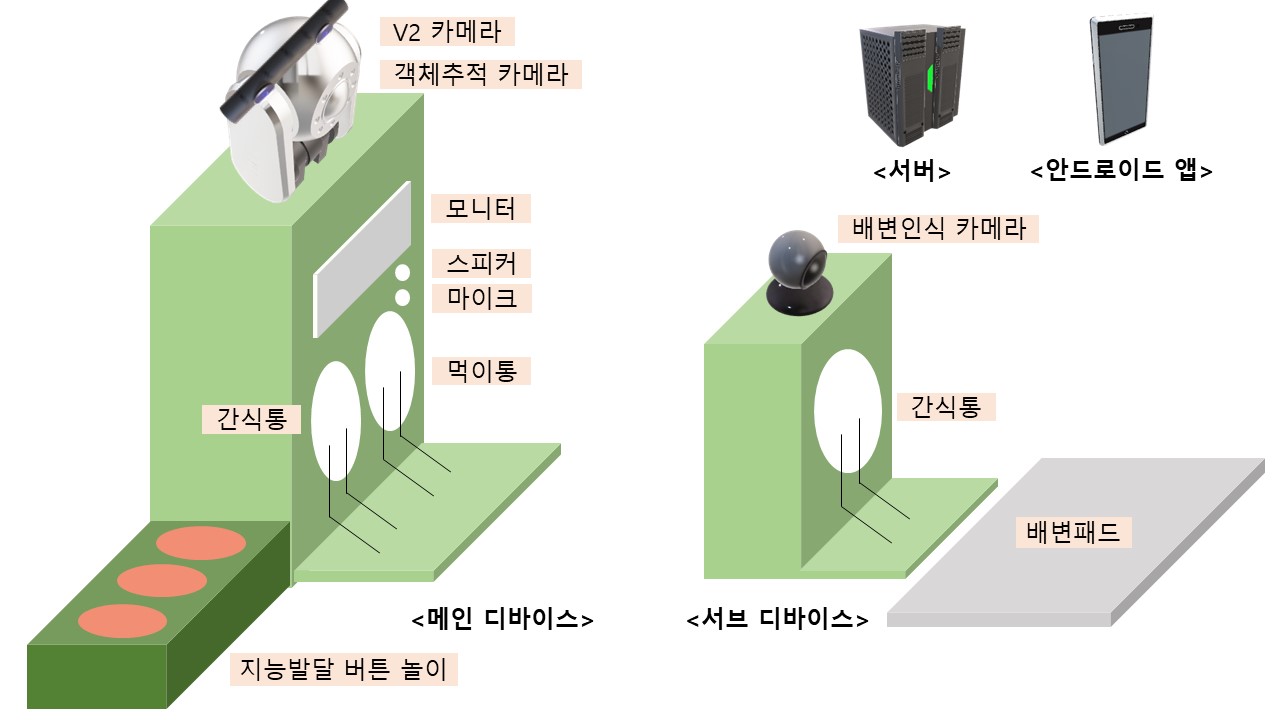 V2 카메라
객체추적 카메라
모니터
스피커
마이크
먹이통
간식통
<메인 디바이스>
지능발달 버튼 놀이
<서버>
<안드로이드 앱>
배변인식 카메라
간식통
배변패드
<서브 디바이스>